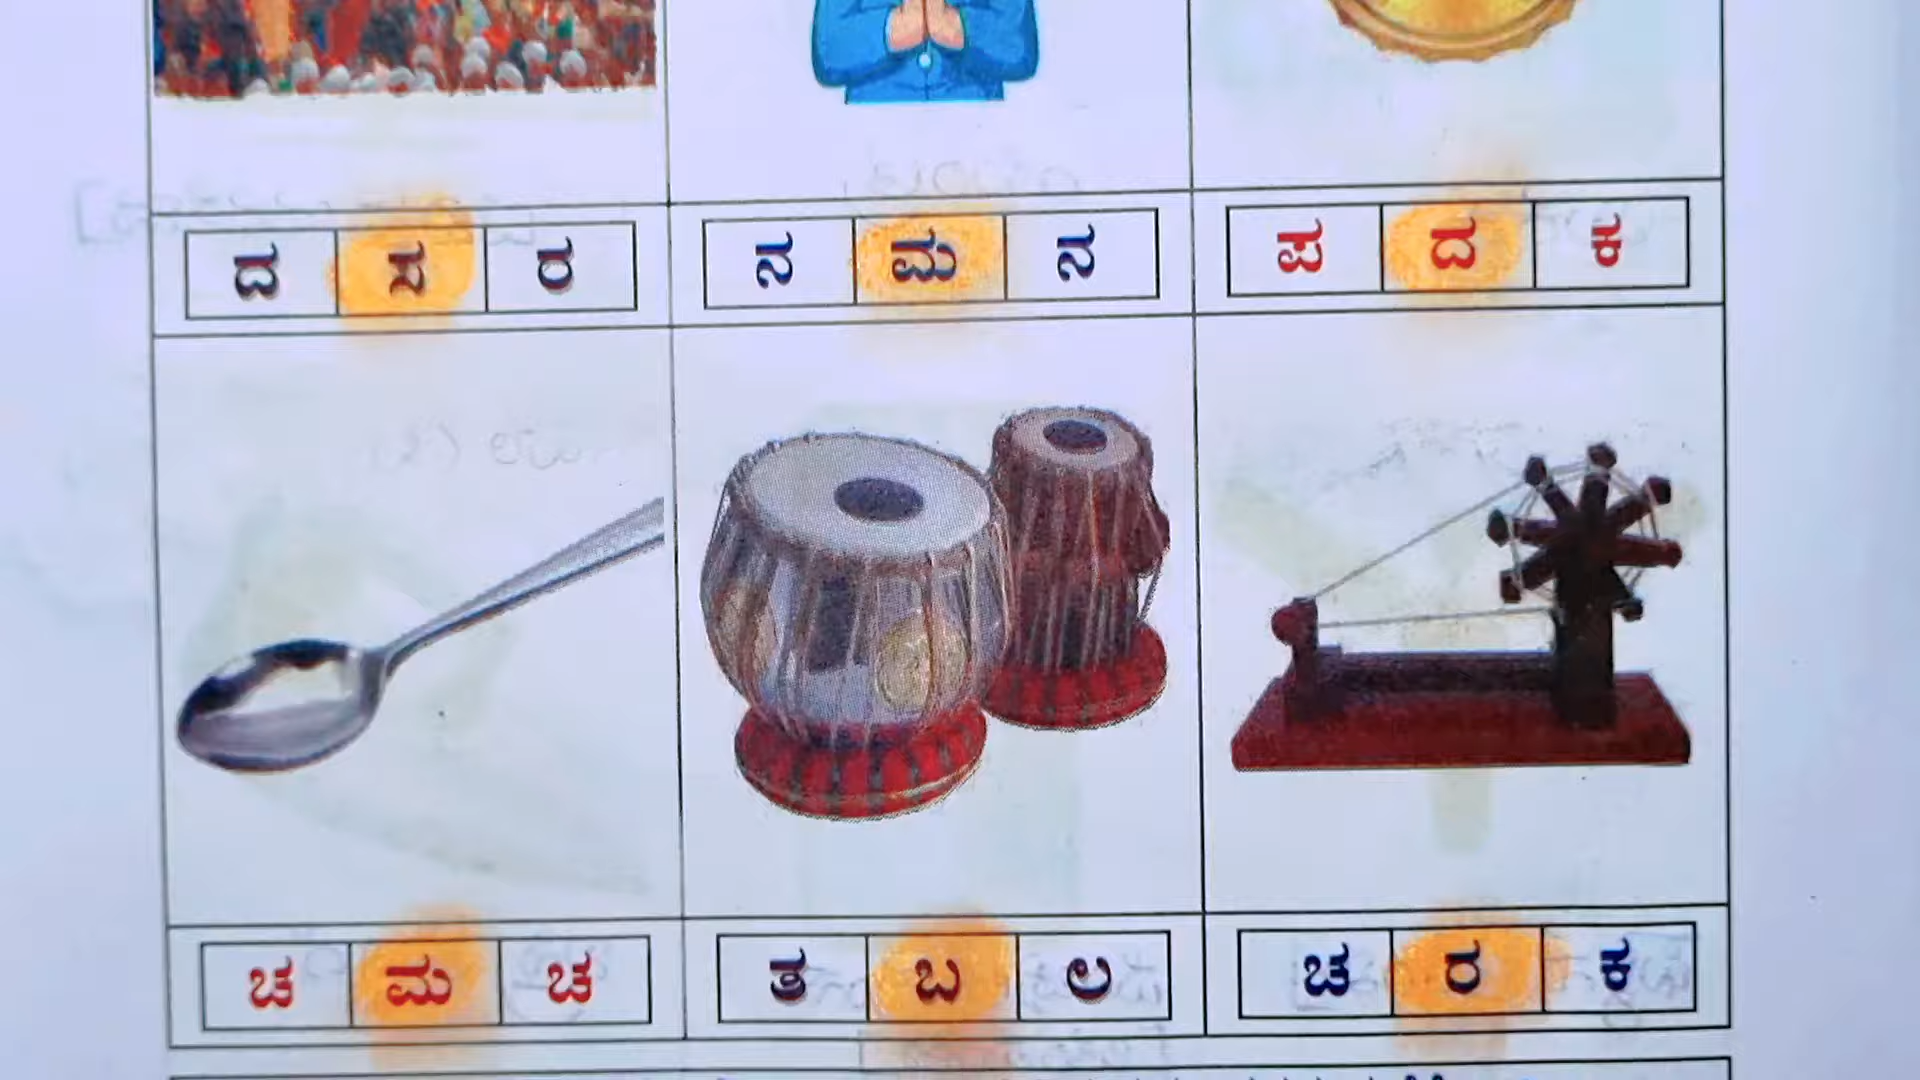 ದ ಸ ರ
ನ ಮ ನ
ಪ ದ ಕ
ಚ ಮ ಚ
ತ ಬ ಲ
ಚ ರ ಕ